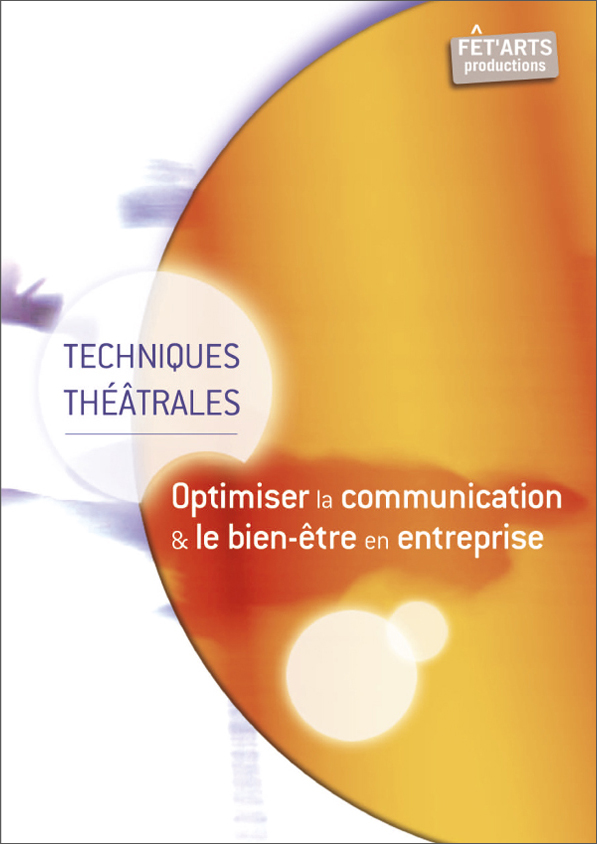 FÊT'ARTS
productions
TECHNIQUES
THÉÂTRALES
Optimiser la communication
& le bien-être en entreprise